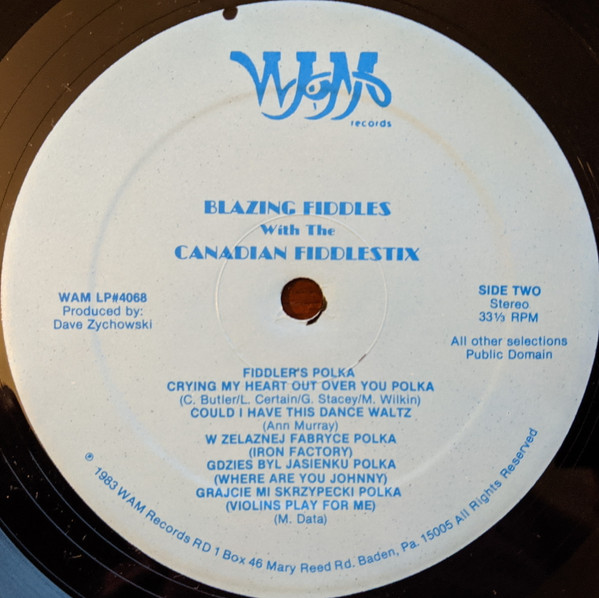 WAM
records
BLAZING FIDDLES
With The
CANADIAN FIDDLESTIX
WAM LP#4068
Produced by:
Dave Zychowski
SIDE TWO
Stereo
33⅓ RPM
All other selections
Public Domain
FIDDLER'S POLKA
CRYING MY HEART OUT OVER YOU POLKA
(C. Butler/L. Certain/G. Stacey/M. Wilkin)
COULD I HAVE THIS DANCE WALTZ
(Ann Murray)
W ZELAZNEJ FABRYCE POLKA
(IRON FACTORY)
GDZIES BYL JASIENKU POLKA
(WHERE ARE YOU JOHNNY)
GRAJCIE MI SKRZYPECKI POLKA
(VIOLINS PLAY FOR ME)
(M. Data)
℗ 1983 WAM Records RD 1 Box 46 Mary Reed Rd. Baden, Pa. 15005 All Rights Reserved